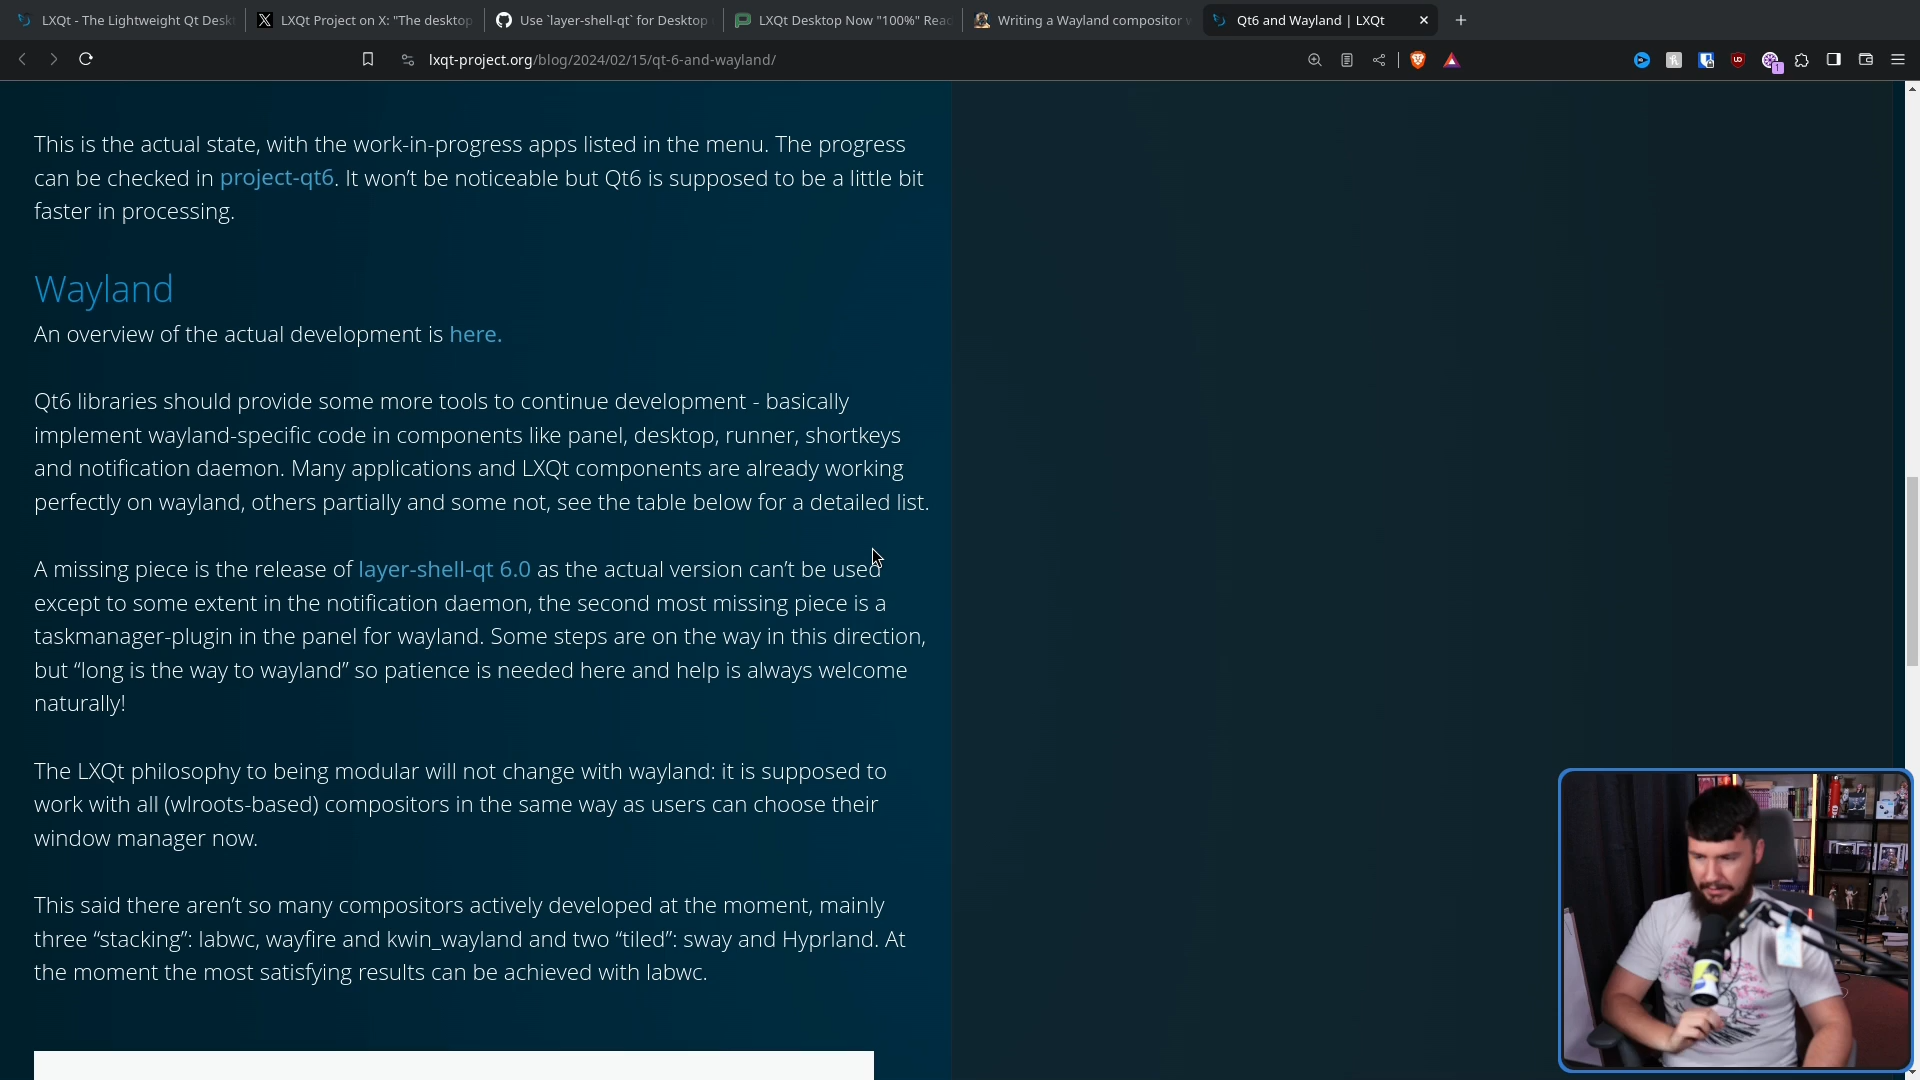 LXQt - The Lightweight Qt Desk
LXQt Project on X: "The desktop
Use `layer-shell-qt` for Desktop
LXQt Desktop Now "100%" Read
Writing a Wayland compositor w
Qt6 and Wayland | LXQt
lxqt-project.org/blog/2024/02/15/qt-6-and-wayland/
1
This is the actual state, with the work-in-progress apps listed in the menu. The progress
can be checked in project-qt6. It won’t be noticeable but Qt6 is supposed to be a little bit
faster in processing.
Wayland
An overview of the actual development is here.
Qt6 libraries should provide some more tools to continue development - basically
implement wayland-specific code in components like panel, desktop, runner, shortkeys
and notification daemon. Many applications and LXQt components are already working
perfectly on wayland, others partially and some not, see the table below for a detailed list.
A missing piece is the release of layer-shell-qt 6.0 as the actual version can’t be used
except to some extent in the notification daemon, the second most missing piece is a
taskmanager-plugin in the panel for wayland. Some steps are on the way in this direction,
but “long is the way to wayland” so patience is needed here and help is always welcome
naturally!
The LXQt philosophy to being modular will not change with wayland: it is supposed to
work with all (wlroots-based) compositors in the same way as users can choose their
window manager now.
This said there aren’t so many compositors actively developed at the moment, mainly
three “stacking”: labwc, wayfire and kwin_wayland and two “tiled”: sway and Hyprland. At
the moment the most satisfying results can be achieved with labwc.